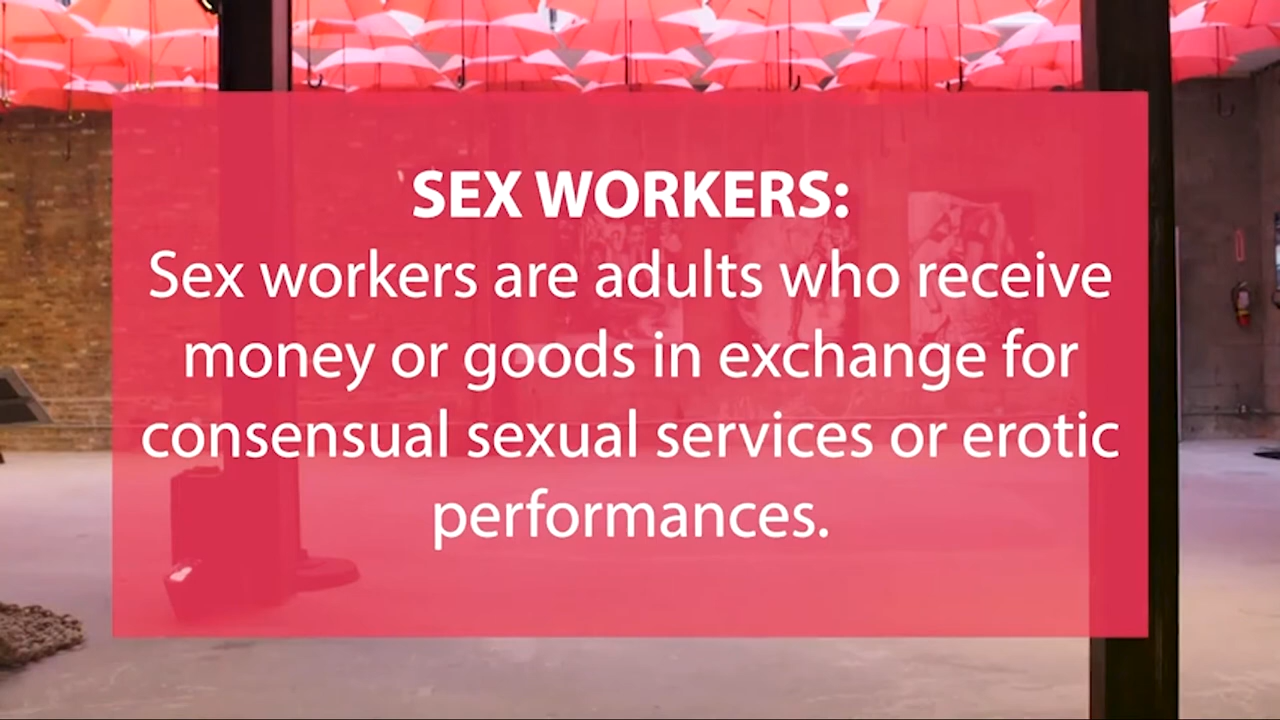 SEX WORKERS:
Sex workers are adults who receive
money or goods in exchange for
consensual sexual services or erotic
performances.